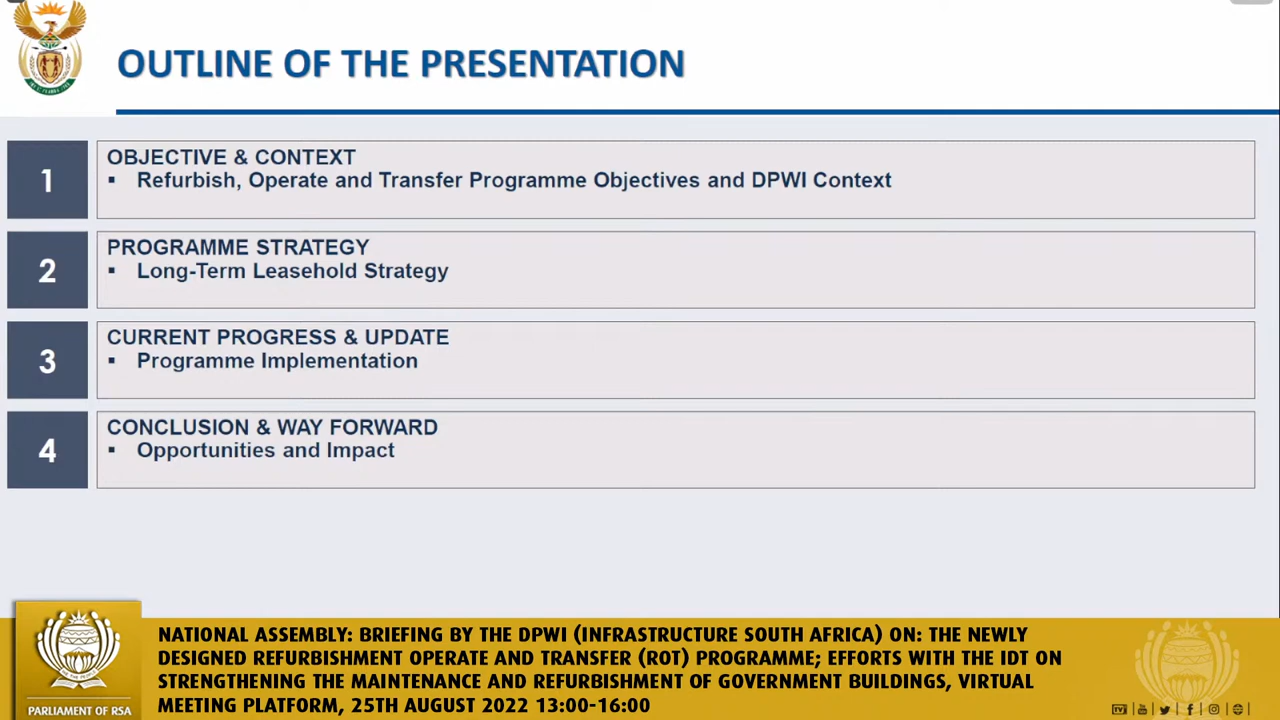 OUTLINE OF THE PRESENTATION
1
OBJECTIVE & CONTEXT
▪ Refurbish, Operate and Transfer Programme Objectives and DPWI Context
2
PROGRAMME STRATEGY
▪ Long-Term Leasehold Strategy
3
CURRENT PROGRESS & UPDATE
▪ Programme Implementation
4
CONCLUSION & WAY FORWARD
▪ Opportunities and Impact
NATIONAL ASSEMBLY: BRIEFING BY THE DPWI (INFRASTRUCTURE SOUTH AFRICA) ON: THE NEWLY
DESIGNED REFURBISHMENT OPERATE AND TRANSFER (ROT) PROGRAMME; EFFORTS WITH THE IDT ON
STRENGTHENING THE MAINTENANCE AND REFURBISHMENT OF GOVERNMENT BUILDINGS, VIRTUAL
MEETING PLATFORM, 25TH AUGUST 2022 13:00-16:00
PARLIAMENT OF RSA